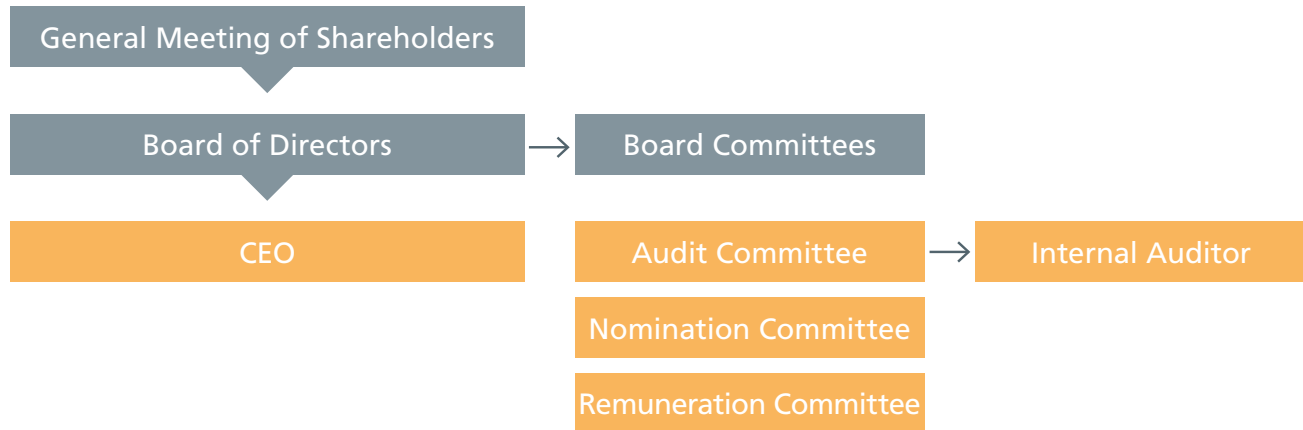 General Meeting of Shareholders
Board of Directors
Board Committees
CEO
Audit Committee
Internal Auditor
Nomination Committee
Remuneration Committee